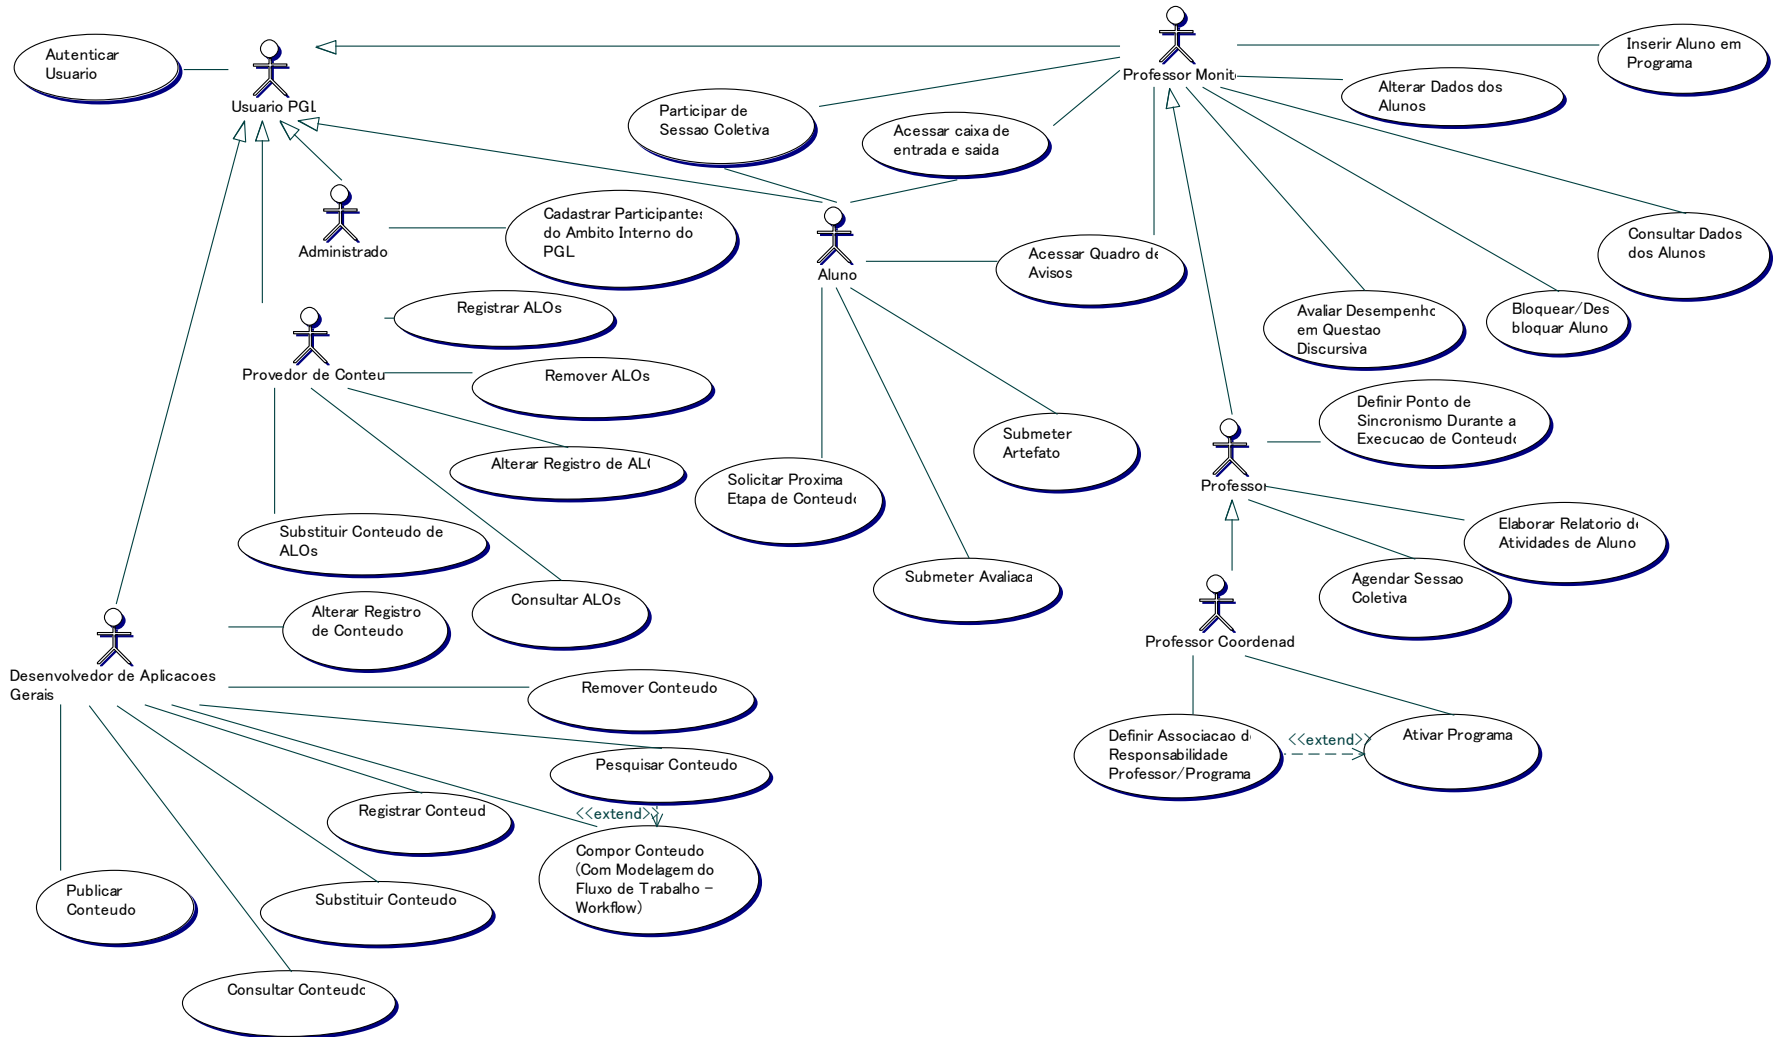 Autenticar
Usuario
Usuario PGL
Professor Monit
Inserir Aluno em
Programa
Alterar Dados dos
Alunos
Participar de
Sessao Coletiva
Acessar caixa de
entrada e saida
Administrado
Cadastrar Participantes
do Ambito Interno do
PGL
Aluno
Acessar Quadro de
Avisos
Consultar Dados
dos Alunos
Registrar ALOs
Avaliar Desempenho
em Questao
Discursiva
Bloquear/Des
bloquar Aluno
Provedor de Conteu
Remover ALOs
Definir Ponto de
Sincronismo Durante a
Execucao de Conteudo
Submeter
Artefato
Alterar Registro de ALO
Solicitar Proxima
Etapa de Conteudo
Professor
Substituir Conteudo de
ALOs
Elaborar Relatorio de
Atividades de Aluno
Submeter Avaliaca
Agendar Sessao
Coletiva
Consultar ALOs
Alterar Registro
de Conteudo
Professor Coordenad
Desenvolvedor de Aplicacoes
Gerais
Remover Conteudo
Definir Associacao de
Responsabilidade
Professor/Programa
<<extend>>
Ativar Programa
Pesquisar Conteudo
Registrar Conteud
<<extend>>
Compor Conteudo
(Com Modelagem do
Fluxo de Trabalho -
Workflow)
Publicar
Conteudo
Substituir Conteudo
Consultar Conteudo